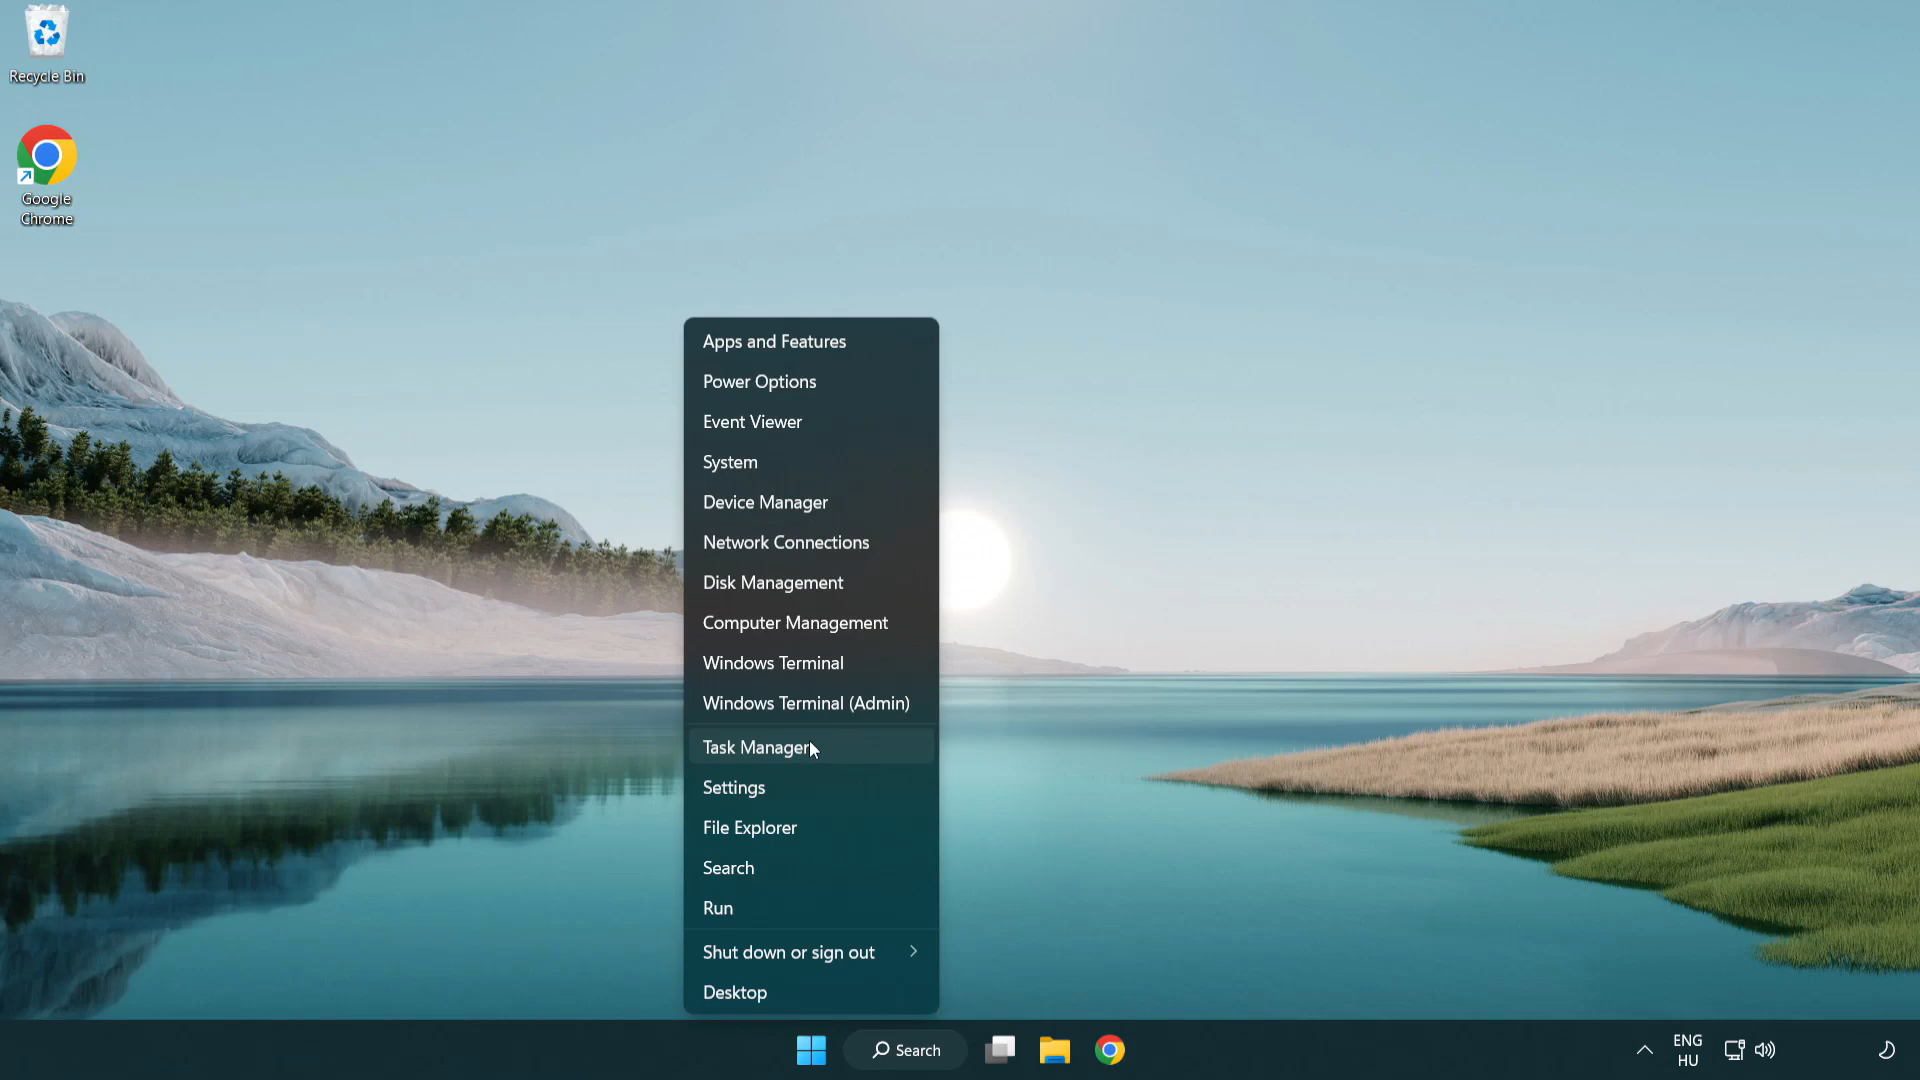 Recycle Bin
Google
Chrome
Apps and Features
Power Options
Event Viewer
System
Device Manager
Network Connections
Disk Management
Computer Management
Windows Terminal
Windows Terminal (Admin)
Task Manager
Settings
File Explorer
Search
Run
Shut down or sign out
Desktop
Search
ENG
HU